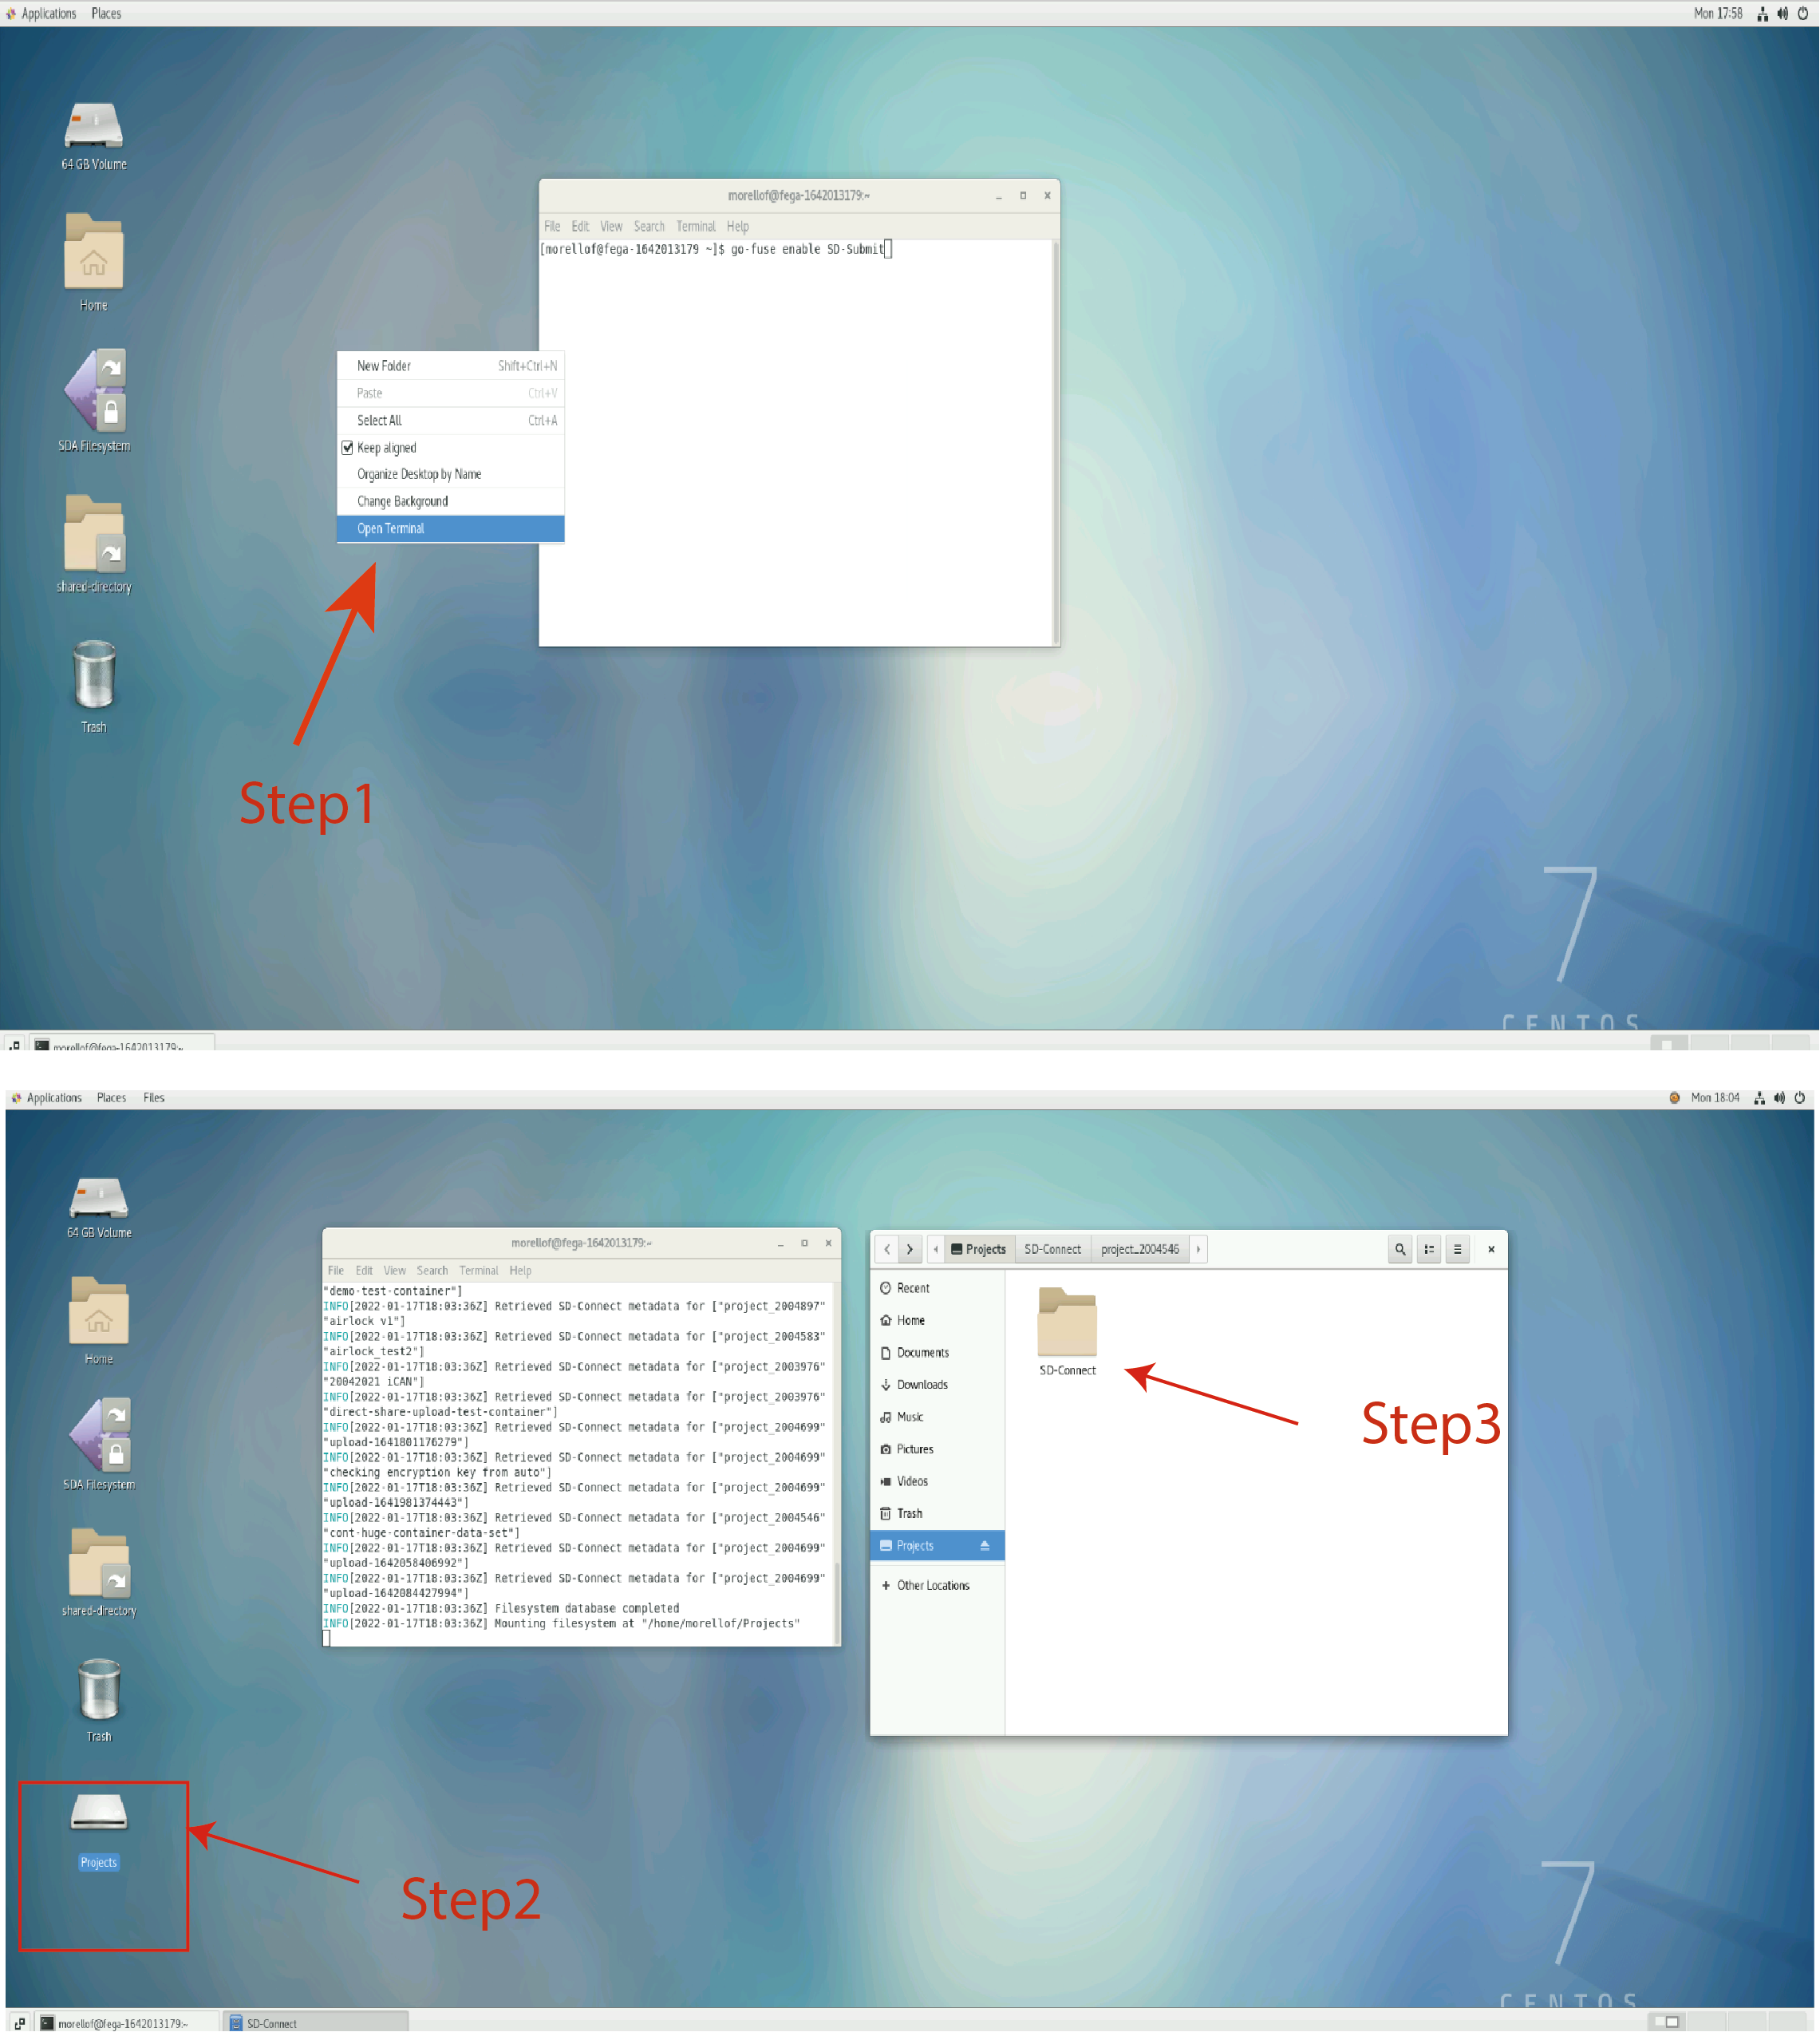 Applications Places Mon 17:58
64 GB Volume
Home
SDA Filesystem
shared-directory
Trash
morellof@fega-1642013179:~
File Edit View Search Terminal Help
[morellof@fega-1642013179 ~]$ go-fuse enable SD-Submit
New Folder Shift+Ctrl+N
Paste Ctrl+V
Select All Ctrl+A
Keep aligned
Organize Desktop by Name
Change Background
Open Terminal
Step1
7
CENTOS
morellof@fega-1642013179:~
Applications Places Files Mon 18:04
64 GB Volume
Home
SDA Filesystem
shared-directory
Trash
Projects
Step2
morellof@fega-1642013179:~
File Edit View Search Terminal Help
"demo-test-container"]
INFO[2022-01-17T18:03:36Z] Retrieved SD-Connect metadata for ["project_2004897"
"airlock v1"]
INFO[2022-01-17T18:03:36Z] Retrieved SD-Connect metadata for ["project_2004583"
"airlock_test2"]
INFO[2022-01-17T18:03:36Z] Retrieved SD-Connect metadata for ["project_2003976"
"20042021 iCAN"]
INFO[2022-01-17T18:03:36Z] Retrieved SD-Connect metadata for ["project_2003976"
"direct-share-upload-test-container"]
INFO[2022-01-17T18:03:36Z] Retrieved SD-Connect metadata for ["project_2004699"
"upload-1641801176279"]
INFO[2022-01-17T18:03:36Z] Retrieved SD-Connect metadata for ["project_2004699"
"checking encryption key from auto"]
INFO[2022-01-17T18:03:36Z] Retrieved SD-Connect metadata for ["project_2004699"
"upload-1641981374443"]
INFO[2022-01-17T18:03:36Z] Retrieved SD-Connect metadata for ["project_2004546"
"cont-huge-container-data-set"]
INFO[2022-01-17T18:03:36Z] Retrieved SD-Connect metadata for ["project_2004699"
"upload-1642058406992"]
INFO[2022-01-17T18:03:36Z] Retrieved SD-Connect metadata for ["project_2004699"
"upload-1642084427994"]
INFO[2022-01-17T18:03:36Z] Filesystem database completed
INFO[2022-01-17T18:03:36Z] Mounting filesystem at "/home/morellof/Projects"
Projects SD-Connect project_2004546
Recent
Home
Documents
Downloads
Music
Pictures
Videos
Trash
Projects
+ Other Locations
SD-Connect
Step3
7
CENTOS
morellof@fega-1642013179:~ SD-Connect